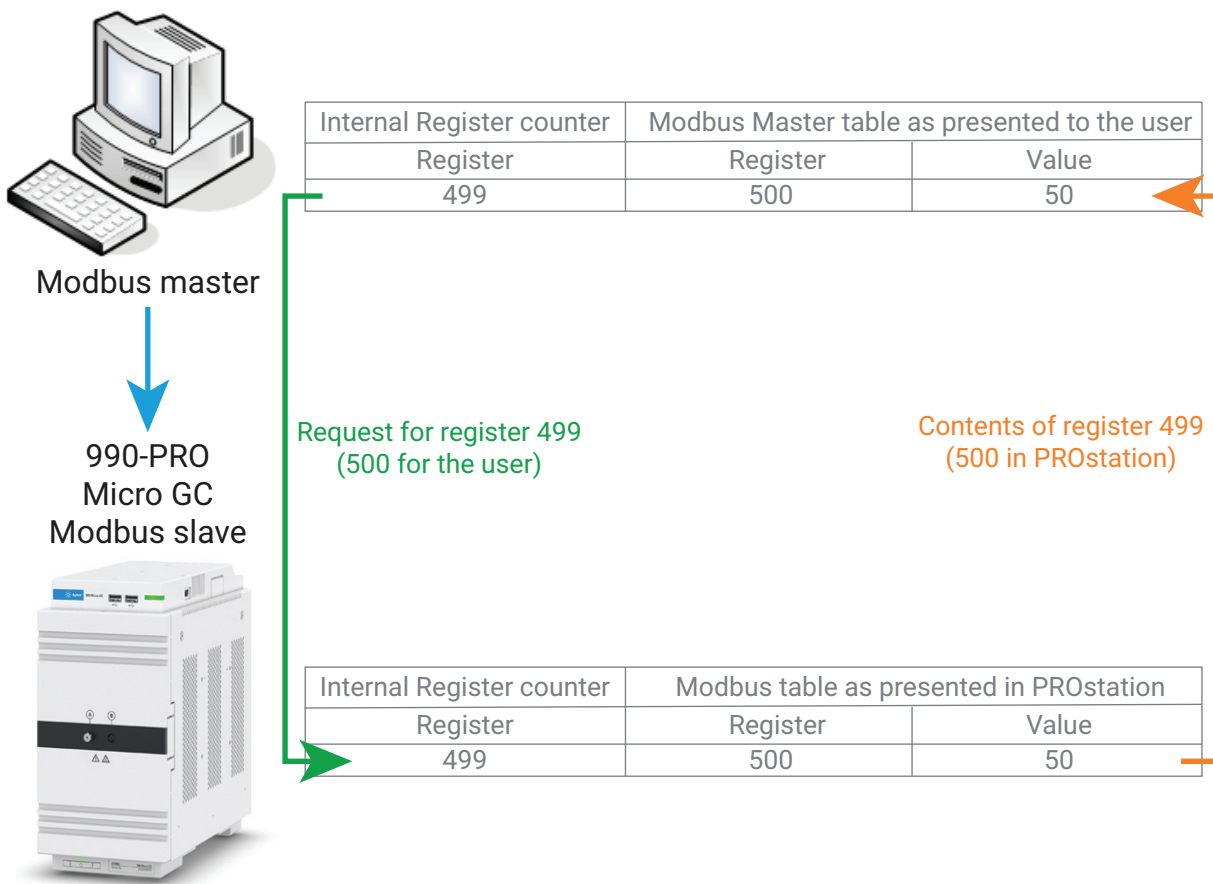 Internal Register counter Modbus Master table as presented to the user
Register Register Value
499 500 50
Modbus master
Request for register 499
(500 for the user)
Contents of register 499
(500 in PROstation)
990-PRO
Micro GC
Modbus slave
Internal Register counter Modbus table as presented in PROstation
Register Register Value
499 500 50
A B